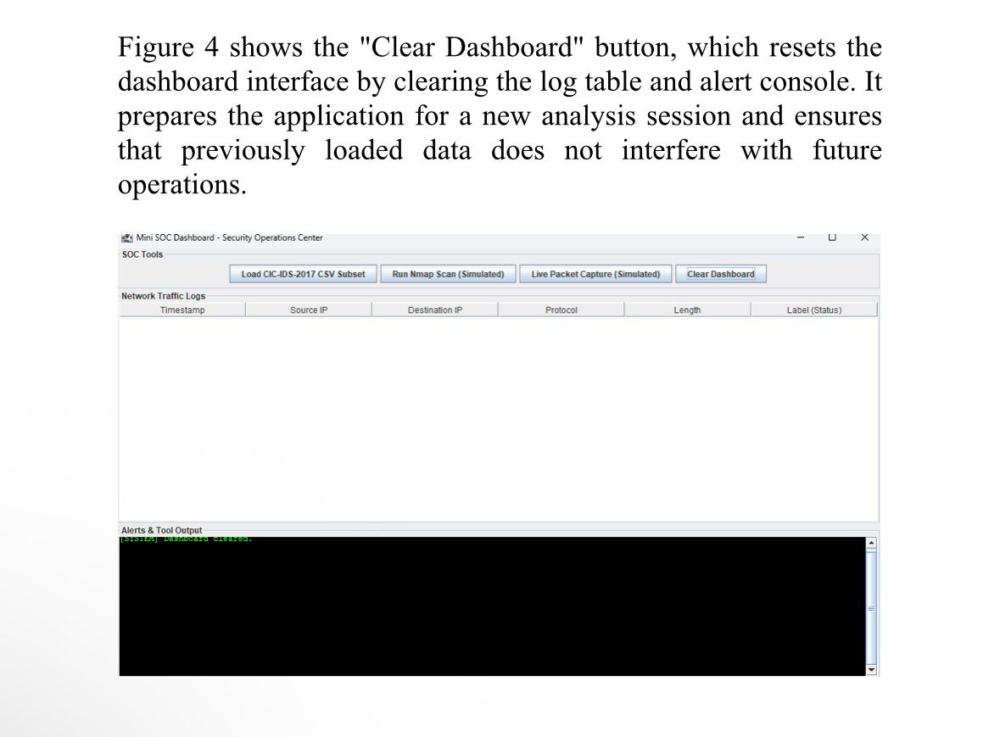 Figure 4 shows the "Clear Dashboard" button, which resets the
dashboard interface by clearing the log table and alert console. It
prepares the application for a new analysis session and ensures
that previously loaded data does not interfere with future
operations.
Mini SOC Dashboard - Security Operations Center
SOC Tools
Load CIC-IDS-2017 CSV Subset Run Nmap Scan (Simulated) Live Packet Capture (Simulated) Clear Dashboard
Network Traffic Logs
Timestamp Source IP Destination IP Protocol Length Label (Status)
Alerts & Tool Output
[SYSTEM] Dashboard cleared.